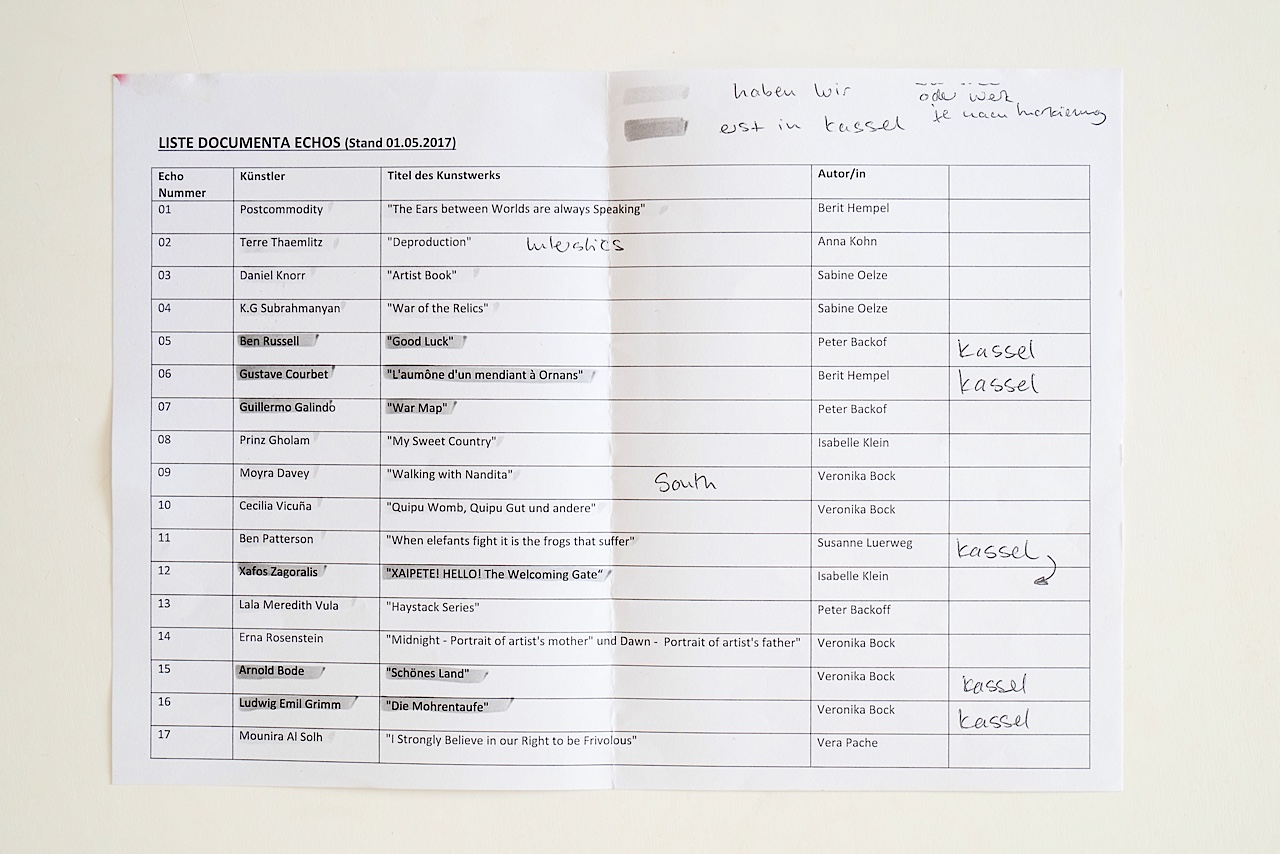 haben wir
oder wek
erst in Kassel je nach Markierung
LISTE DOCUMENTA ECHOS (Stand 01.05.2017)
Echo Nummer Künstler Titel des Kunstwerks Autor/in
01 Postcommodity "The Ears between Worlds are always Speaking" Berit Hempel
02 Terre Thaemlitz "Deproduction" Anna Kohn
03 Daniel Knorr "Artist Book" Sabine Oelze
04 K.G Subrahmanyan "War of the Relics" Sabine Oelze
05 Ben Russell "Good Luck" Peter Backof Kassel
06 Gustave Courbet "L'aumône d'un mendiant à Ornans" Berit Hempel Kassel
07 Guillermo Galindo "War Map" Peter Backof
08 Prinz Gholam "My Sweet Country" Isabelle Klein
09 Moyra Davey "Walking with Nandita" South Veronika Bock
10 Cecilia Vicuña "Quipu Womb, Quipu Gut und andere" Veronika Bock
11 Ben Patterson "When elefants fight it is the frogs that suffer" Susanne Luerweg Kassel
12 Xafos Zagoralis "XAIPETE! HELLO! The Welcoming Gate“ Isabelle Klein
13 Lala Meredith Vula "Haystack Series" Peter Backoff
14 Erna Rosenstein "Midnight - Portrait of artist's mother" und Dawn - Portrait of artist's father" Veronika Bock
15 Arnold Bode "Schönes Land" Veronika Bock Kassel
16 Ludwig Emil Grimm "Die Mohrentaufe" Veronika Bock Kassel
17 Mounira Al Solh "I Strongly Believe in our Right to be Frivolous" Vera Pache